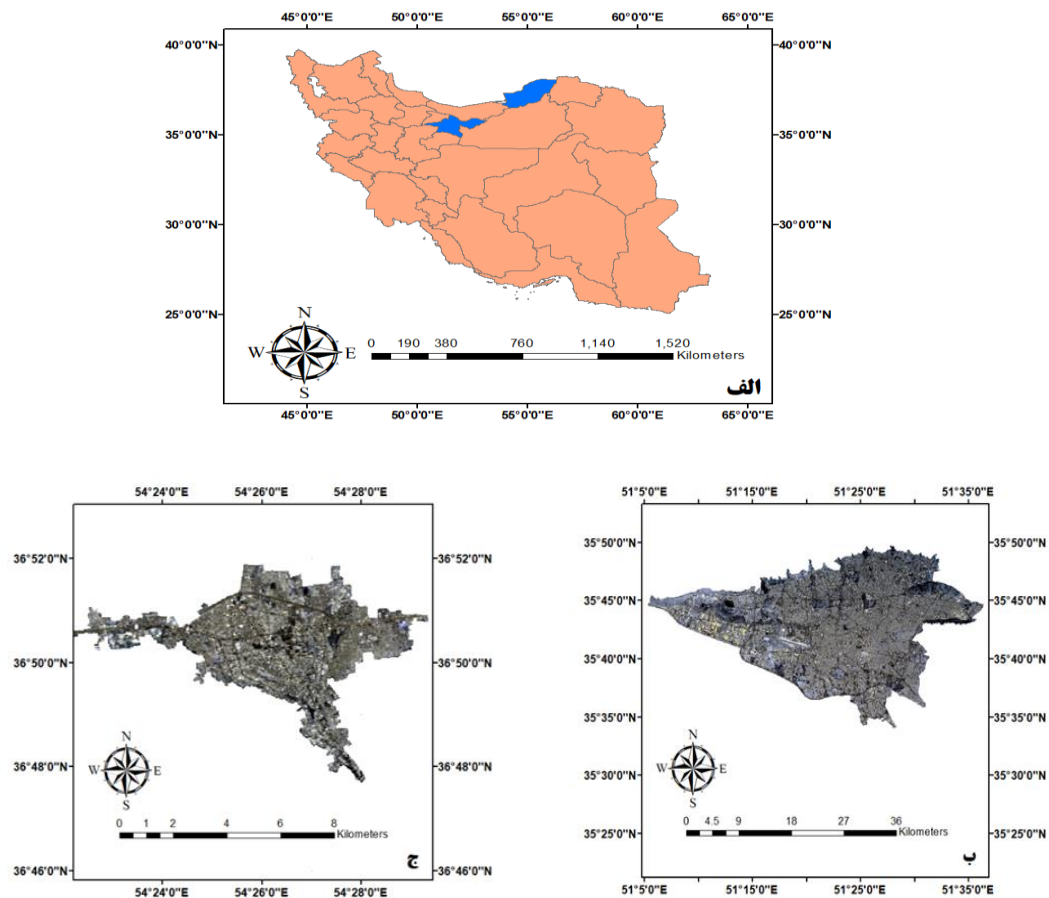 45°0'0"E 50°0'0"E 55°0'0"E 60°0'0"E 65°0'0"E
40°0'0"N 40°0'0"N
35°0'0"N 35°0'0"N
30°0'0"N 30°0'0"N
25°0'0"N 25°0'0"N
N
W E
S
0 190 380 760 1,140 1,520
Kilometers
الف
45°0'0"E 50°0'0"E 55°0'0"E 60°0'0"E 65°0'0"E
54°24'0"E 54°26'0"E 54°28'0"E
36°52'0"N 36°52'0"N
36°50'0"N 36°50'0"N
36°48'0"N 36°48'0"N
36°46'0"N 36°46'0"N
N
W E
S
0 1 2 4 6 8
Kilometers
ج
54°24'0"E 54°26'0"E 54°28'0"E
51°5'0"E 51°15'0"E 51°25'0"E 51°35'0"E
35°50'0"N 35°50'0"N
35°45'0"N 35°45'0"N
35°40'0"N 35°40'0"N
35°35'0"N 35°35'0"N
35°30'0"N 35°30'0"N
35°25'0"N 35°25'0"N
N
W E
S
0 4.5 9 18 27 36
Kilometers
ب
51°5'0"E 51°15'0"E 51°25'0"E 51°35'0"E